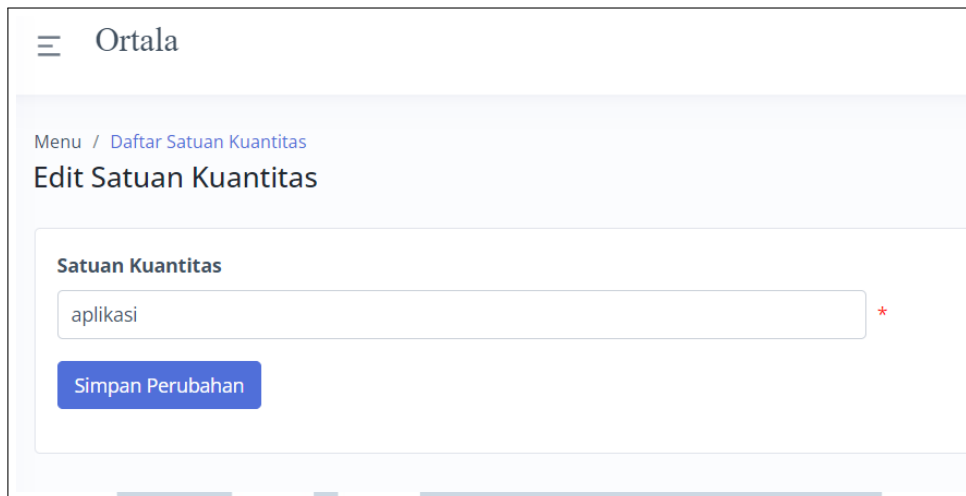 Ortala
Menu / Daftar Satuan Kuantitas
Edit Satuan Kuantitas
Satuan Kuantitas
aplikasi *
Simpan Perubahan